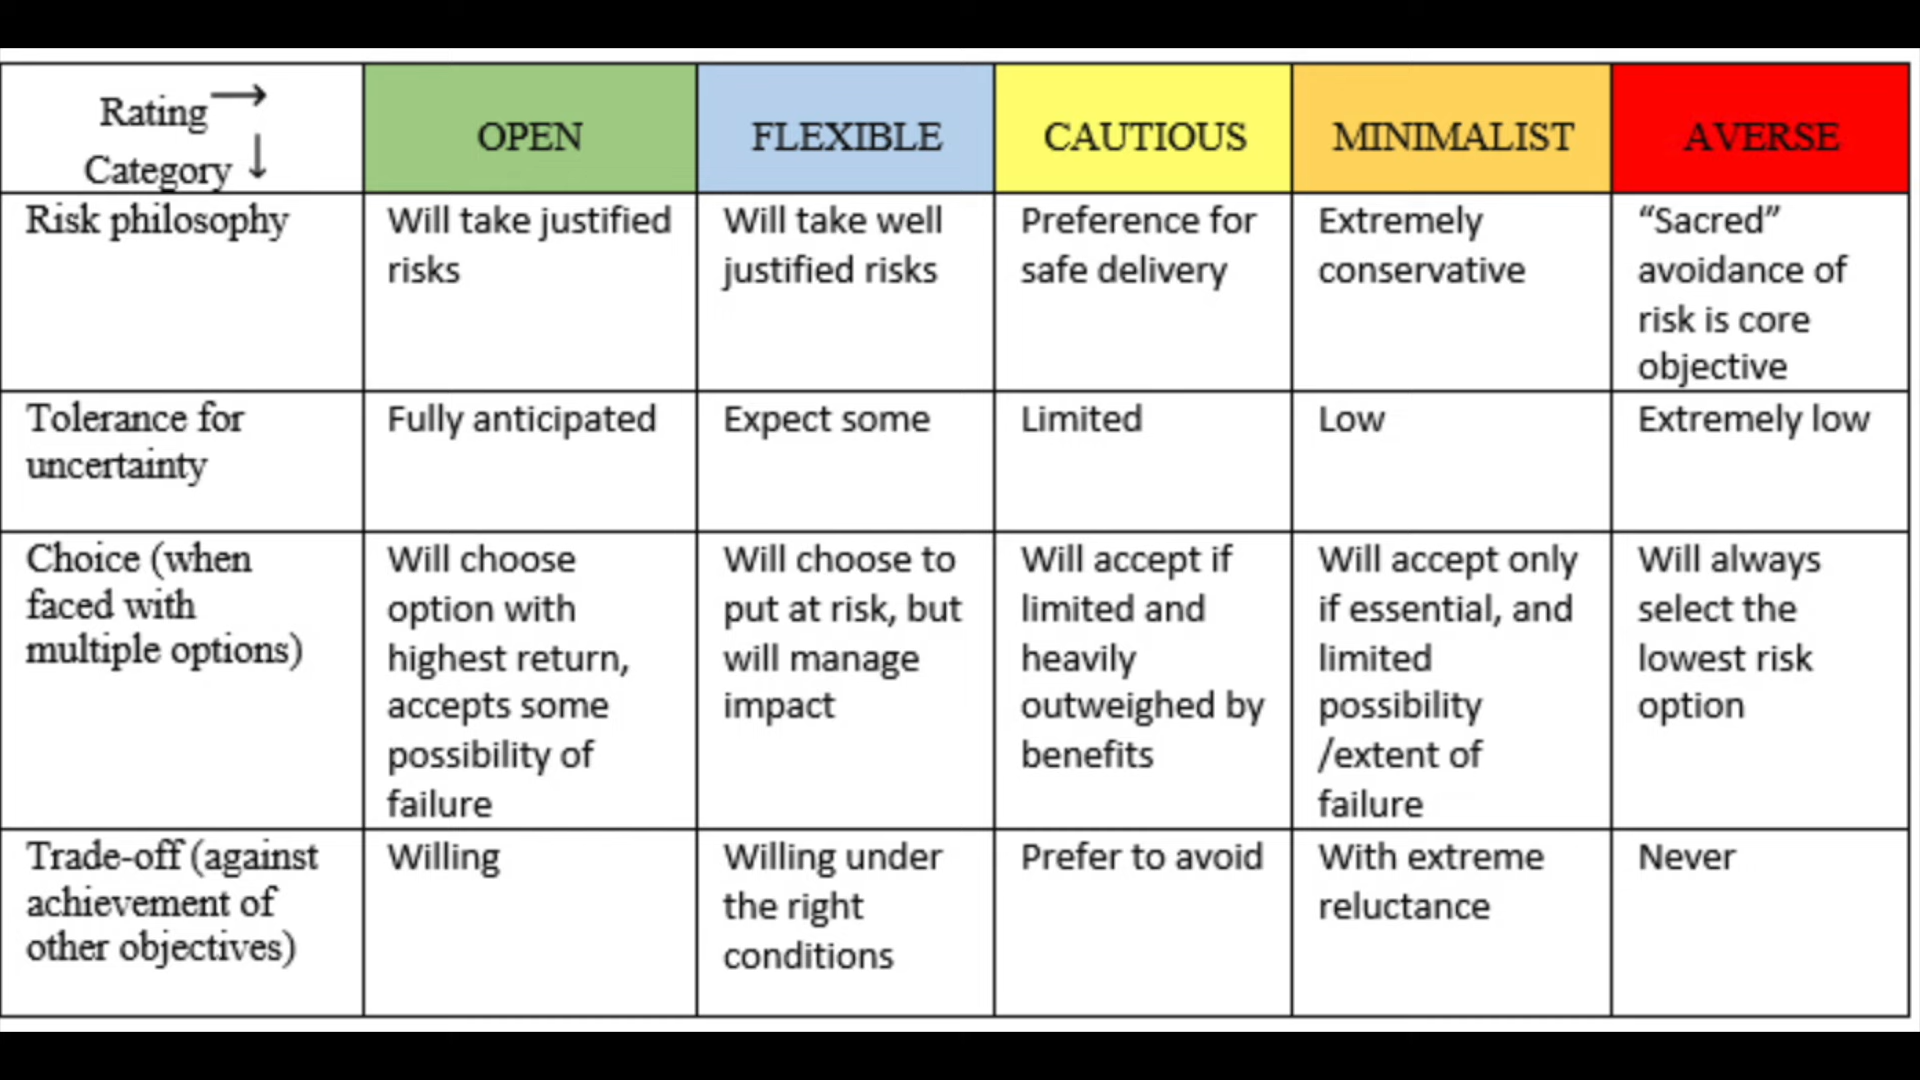 Rating →
Category ↓
OPEN
FLEXIBLE
CAUTIOUS
MINIMALIST
AVERSE
Risk philosophy
Will take justified
risks
Will take well
justified risks
Preference for
safe delivery
Extremely
conservative
“Sacred”
avoidance of
risk is core
objective
Tolerance for
uncertainty
Fully anticipated
Expect some
Limited
Low
Extremely low
Choice (when
faced with
multiple options)
Will choose
option with
highest return,
accepts some
possibility of
failure
Will choose to
put at risk, but
will manage
impact
Will accept if
limited and
heavily
outweighed by
benefits
Will accept only
if essential, and
limited
possibility
/extent of
failure
Will always
select the
lowest risk
option
Trade-off (against
achievement of
other objectives)
Willing
Willing under
the right
conditions
Prefer to avoid
With extreme
reluctance
Never